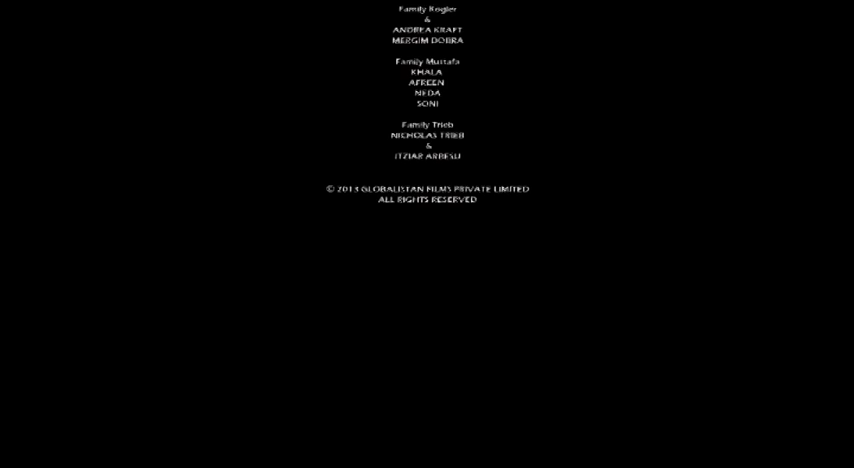 Family Kogler
&
ANDREA KRAFT
MERGIM DOBRA
Family Mustafa
KHALA
AFREEN
NEDA
SONI
Family Trieb
NICHOLAS TRIEB
&
ITZIAR ARRESU
© 2013 GLOBALISTAN FILMS PRIVATE LIMITED
ALL RIGHTS RESERVED